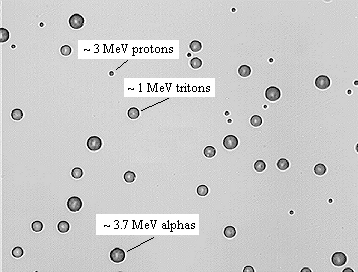 ~ 3 MeV protons
~ 1 MeV tritons
~ 3.7 MeV alphas